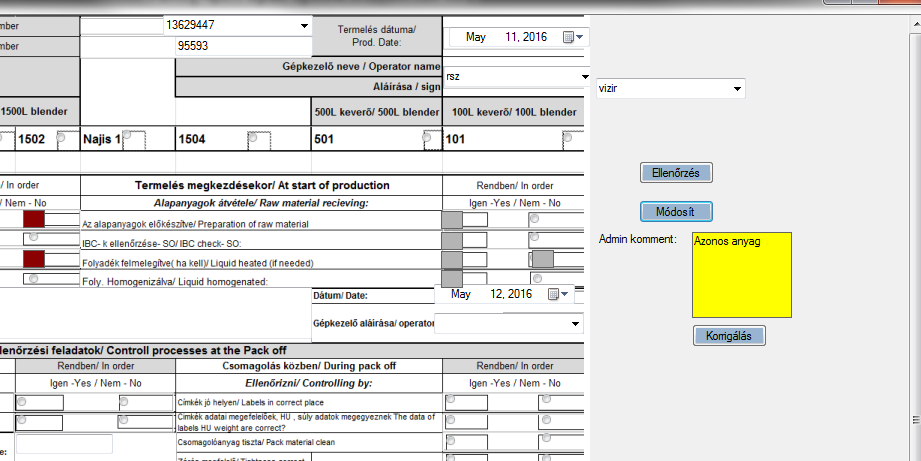 mber 13629447 Termelés dátuma/ May 11, 2016
mber 95593 Prod. Date:
Gépkezelő neve / Operator name rsz
Aláírása / sign
vizir
1500L blender 500L keverő/ 500L blender 100L keverő/ 100L blender
1502 Najis 1 1504 501 101
/ In order Termelés megkezdésekor/ At start of production Rendben/ In order
/ Nem - No Alapanyagok átvétele/ Raw material recieving: Igen -Yes / Nem - No
Az alapanyagok előkészítve/ Preparation of raw material
IBC- k ellenőrzése- SO/ IBC check- SO:
Folyadék felmelegítve( ha kell)/ Liquid heated (if needed)
Foly. Homogenizálva/ Liquid homogenated:
Dátum/ Date: May 12, 2016
Gépkezelő aláírása/ operator
Ellenőrzés
Módosít
Admin komment: Azonos anyag
Korrigálás
lenőrzési feladatok/ Controll processes at the Pack off
Rendben/ In order Csomagolás közben/ During pack off Rendben/ In order
Igen -Yes / Nem - No Ellenőrizni/ Controlling by: Igen -Yes / Nem - No
Címkék jó helyen/ Labels in correct place
Címkék adatai megefelelőek, HU , súly adatok megegyeznek The data of
labels HU weight are correct?
Csomagolóanyag tiszta/ Pack material clean
e: